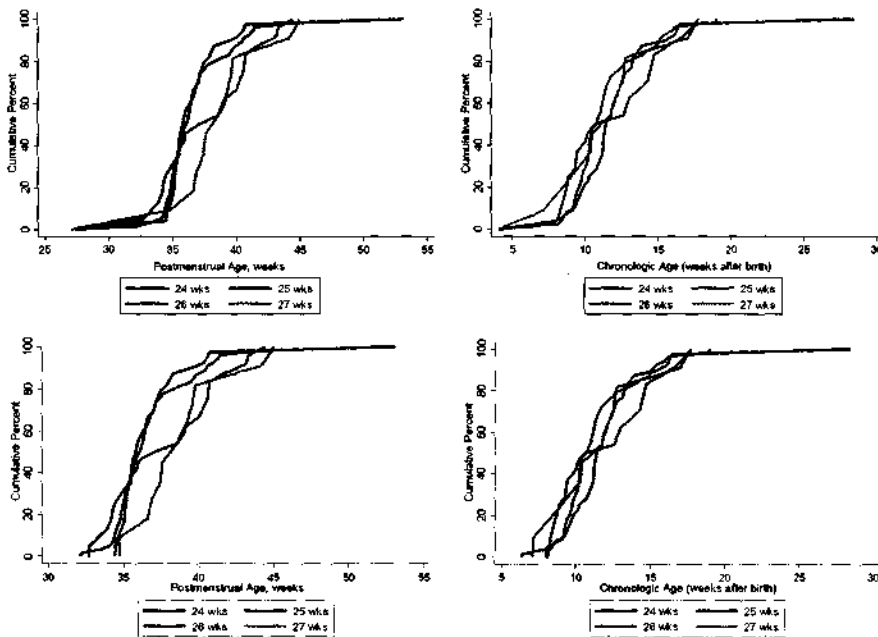 Cumulative Percent
100
80
60
40
20
0
25 30 35 40 45 50 55
Postmenstrual Age, weeks
24 wks 25 wks
26 wks 27 wks
Cumulative Percent
100
80
60
40
20
0
5 10 15 20 25 30
Chronologic Age (weeks after birth)
24 wks 25 wks
26 wks 27 wks
Cumulative Percent
100
80
60
40
20
0
30 35 40 45 50 55
Postmenstrual Age, weeks
24 wks 25 wks
26 wks 27 wks
Cumulative Percent
100
80
60
40
20
0
5 10 15 20 25 30
Chronologic Age (weeks after birth)
24 wks 25 wks
26 wks 27 wks